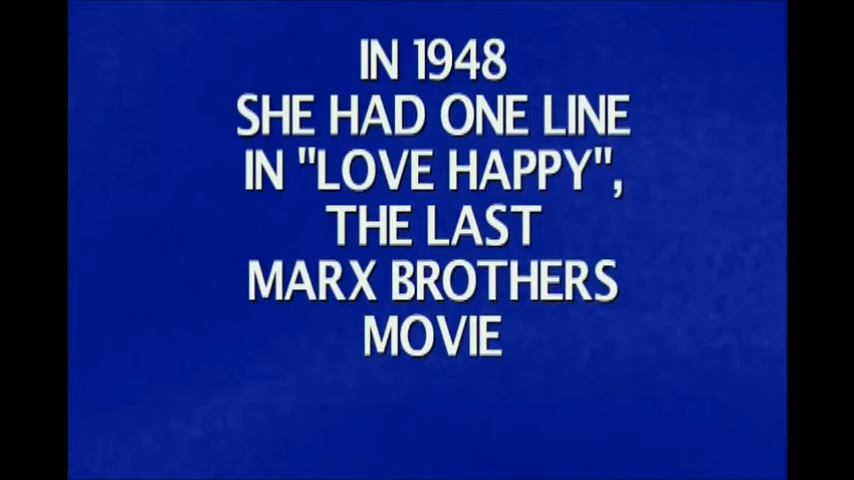 IN 1948
SHE HAD ONE LINE
IN "LOVE HAPPY",
THE LAST
MARX BROTHERS
MOVIE